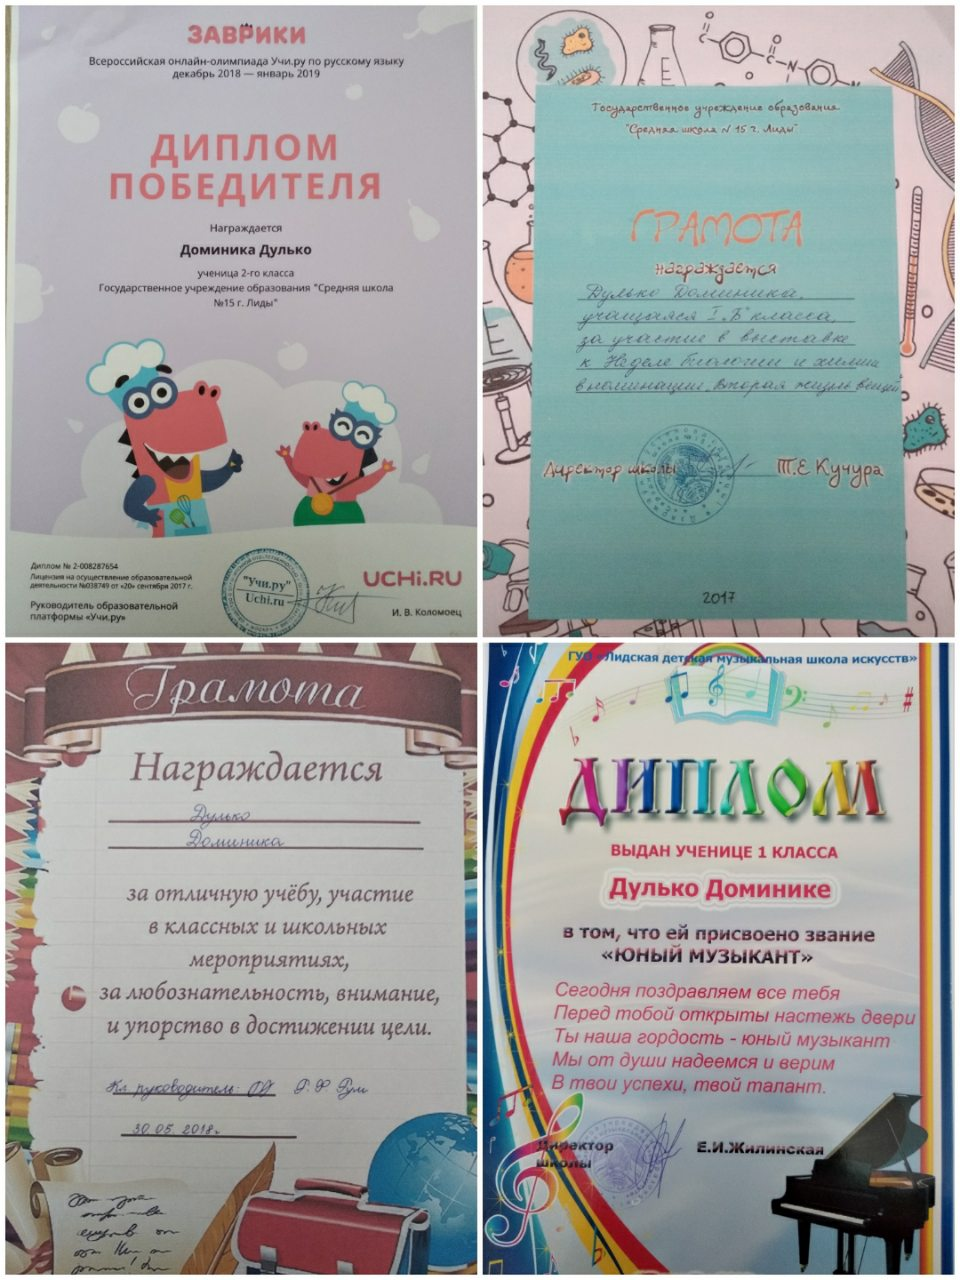 ЗАВРИКИ
Всероссийская онлайн-олимпиада Учи.ру по русскому языку
декабрь 2018 — январь 2019
ДИПЛОМ
ПОБЕДИТЕЛЯ
Награждается
Доминика Дулько
ученица 2-го класса
Государственное учреждение образования "Средняя школа
№15 г. Лиды"
Диплом № 2-008287654
Лицензия на осуществление образовательной
деятельности №038749 от «20» сентября 2017 г.
Руководитель образовательной
платформы «Учи.ру»
"Учи.ру"
Uchi.ru
UCHi.RU
И. В. Коломоец
Государственное учреждение образования
"Средняя школа N 15 г. Лиды"
ГРАМОТА
награждается
Дулько Доминика,
учащаяся I "Б" класса,
за участие в выставке
к Неделе биологии и химии
в номинации "Вторая жизнь вещей"
Директор школы
Т.Е Кучура
2017
Грамота
Награждается
Дулько
Доминика
за отличную учёбу, участие
в классных и школьных
мероприятиях,
за любознательность, внимание,
и упорство в достижении цели.
Кл. руководитель:
30.05.2018г
ГУО «Лидская детская музыкальная школа искусств»
ДИПЛОМ
ВЫДАН УЧЕНИЦЕ 1 КЛАССА
Дулько Доминике
в том, что ей присвоено звание
«ЮНЫЙ МУЗЫКАНТ»
Сегодня поздравляем все тебя
Перед тобой открыты настежь двери
Ты наша гордость - юный музыкант
Мы от души надеемся и верим
В твои успехи, твой талант.
Директор
школы
Е.И.Жилинская